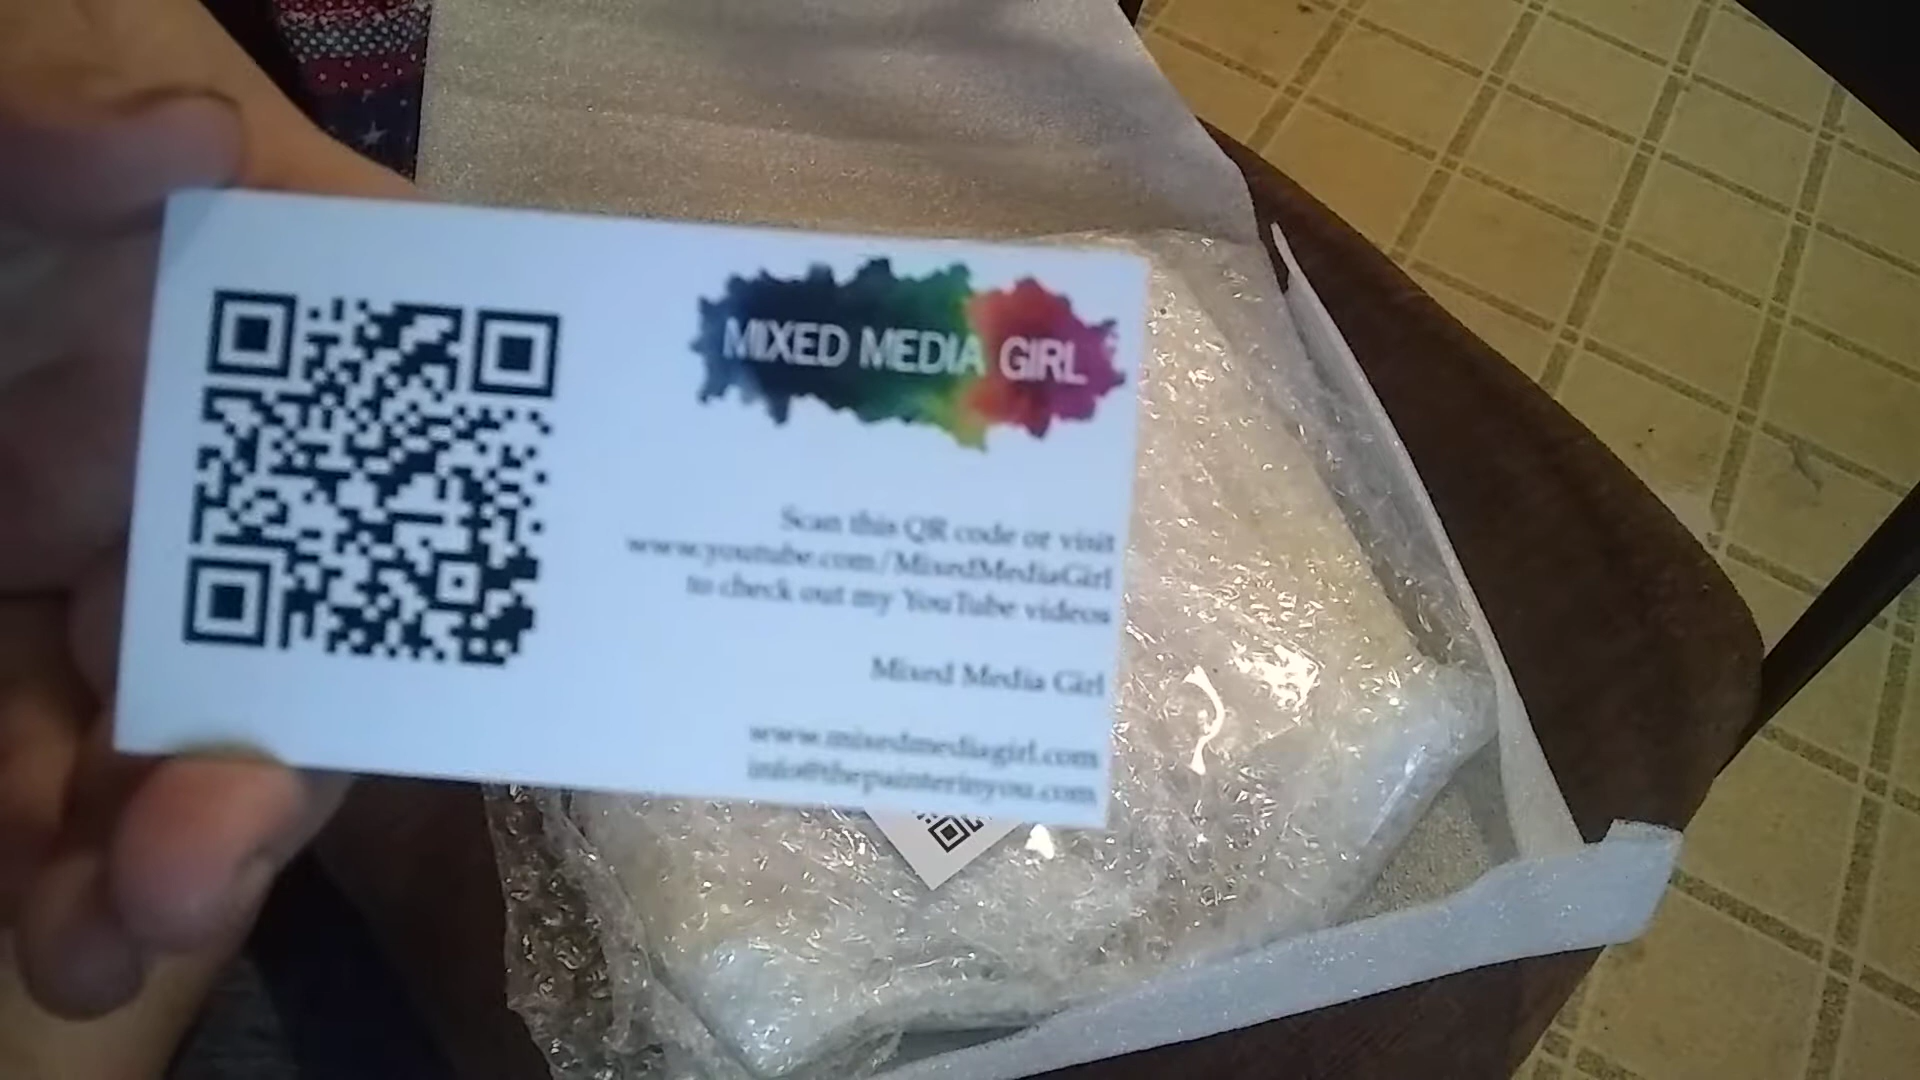 MIXED MEDIA GIRL
Scan this QR code or visit
www.youtube.com/MixedMediaGirl
to check out my YouTube videos
Mixed Media Girl
www.mixedmediagirl.com
info@thepainterinyou.com